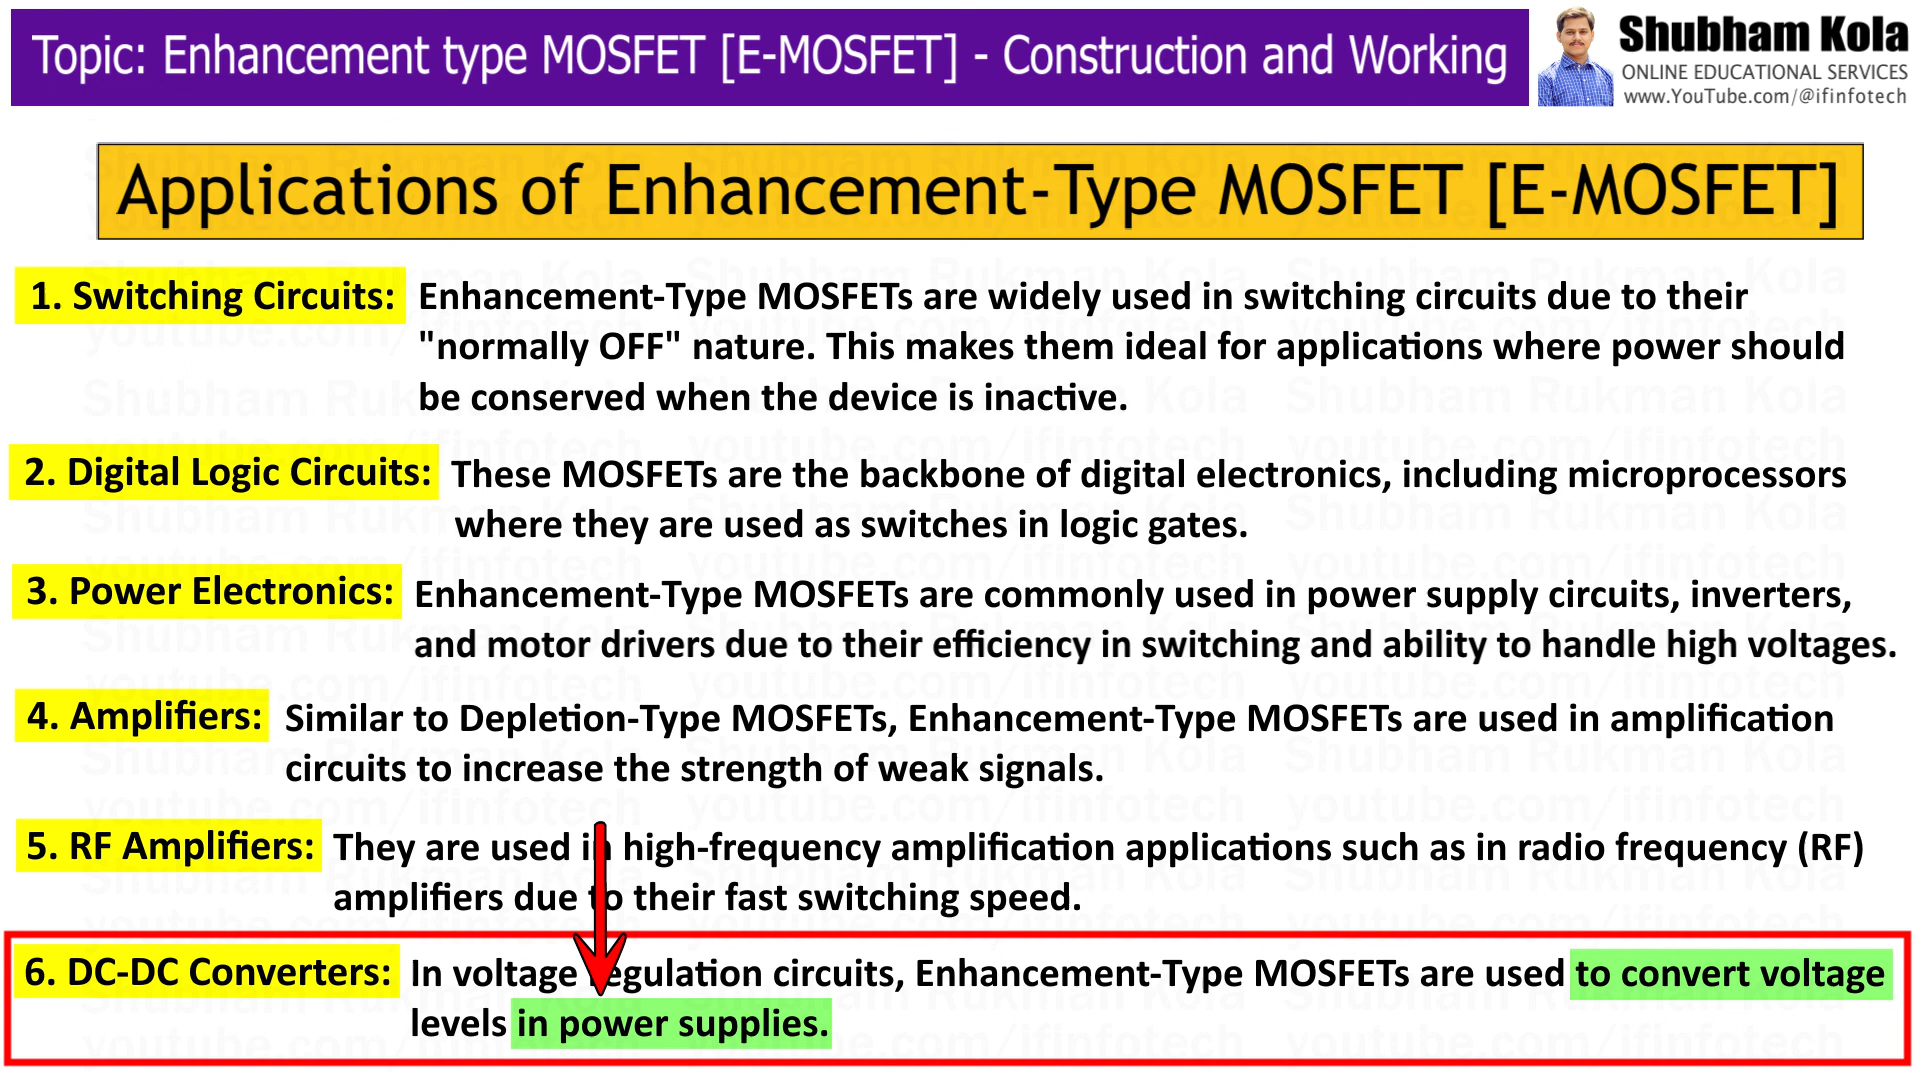 Topic: Enhancement type MOSFET [E-MOSFET] - Construction and Working
Shubham Kola
ONLINE EDUCATIONAL SERVICES
www.YouTube.com/@ifinfotech
Applications of Enhancement-Type MOSFET [E-MOSFET]
1. Switching Circuits: Enhancement-Type MOSFETs are widely used in switching circuits due to their
"normally OFF" nature. This makes them ideal for applications where power should
be conserved when the device is inactive.
2. Digital Logic Circuits: These MOSFETs are the backbone of digital electronics, including microprocessors
where they are used as switches in logic gates.
3. Power Electronics: Enhancement-Type MOSFETs are commonly used in power supply circuits, inverters,
and motor drivers due to their efficiency in switching and ability to handle high voltages.
4. Amplifiers: Similar to Depletion-Type MOSFETs, Enhancement-Type MOSFETs are used in amplification
circuits to increase the strength of weak signals.
5. RF Amplifiers: They are used in high-frequency amplification applications such as in radio frequency (RF)
amplifiers due to their fast switching speed.
6. DC-DC Converters: In voltage regulation circuits, Enhancement-Type MOSFETs are used to convert voltage
levels in power supplies.